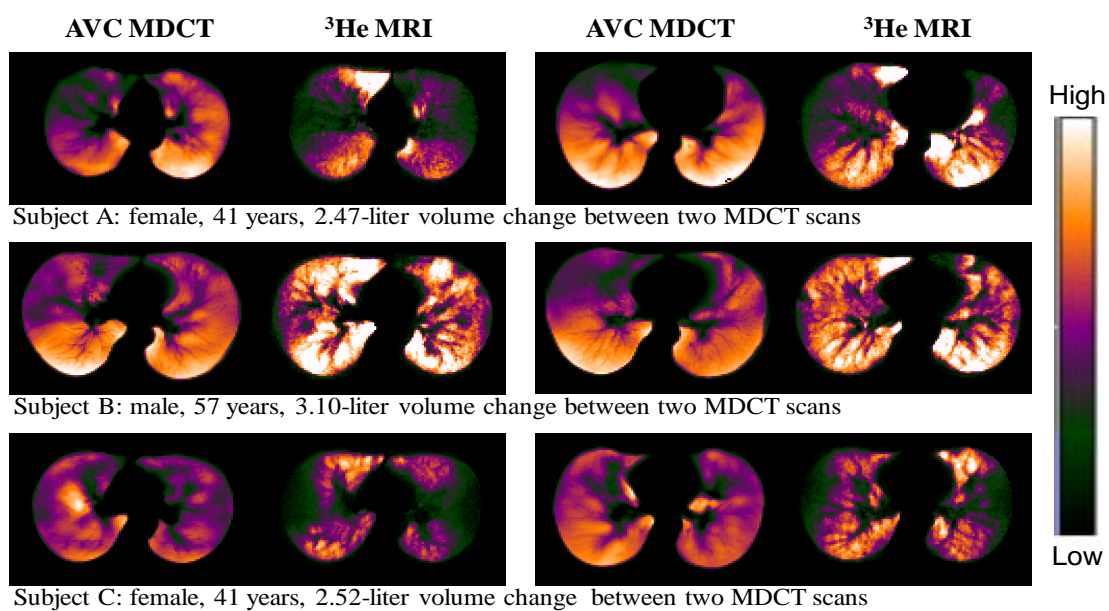 AVC MDCT ³He MRI AVC MDCT ³He MRI
High
Subject A: female, 41 years, 2.47-liter volume change between two MDCT scans
Subject B: male, 57 years, 3.10-liter volume change between two MDCT scans
Low
Subject C: female, 41 years, 2.52-liter volume change between two MDCT scans